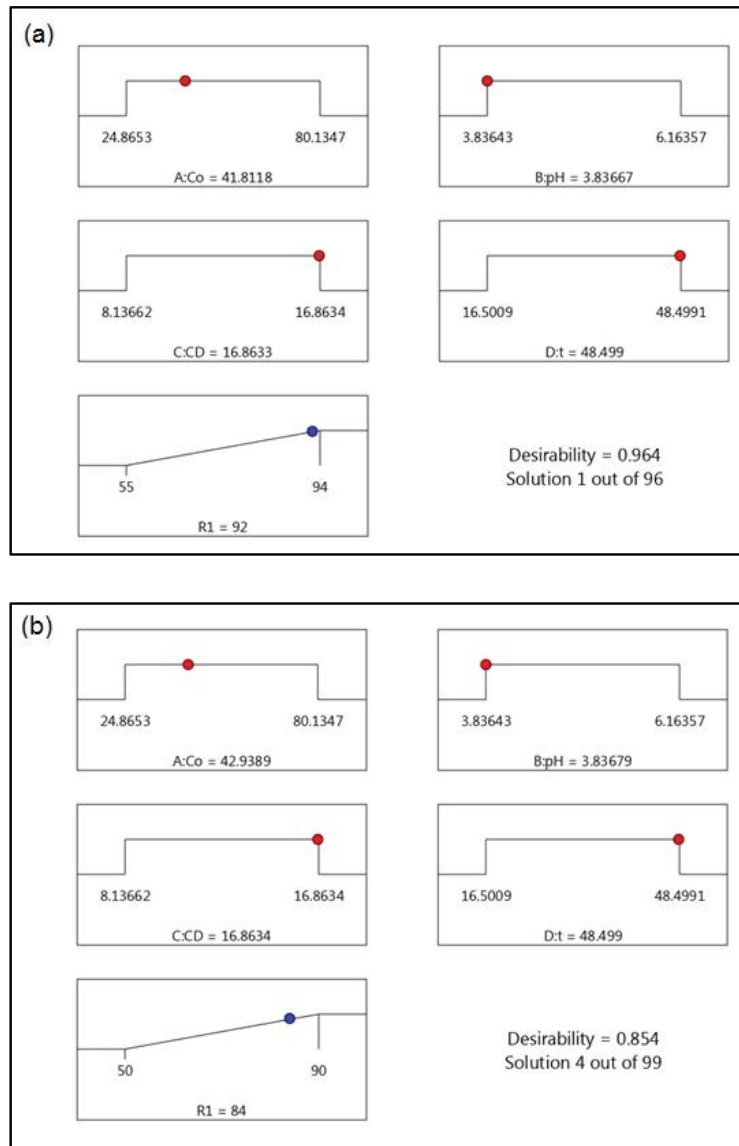 (a)
24.8653 80.1347
A:Co = 41.8118
3.83643 6.16357
B:pH = 3.83667
8.13662 16.8634
C:CD = 16.8633
16.5009 48.4991
D:t = 48.499
55 94
R1 = 92
Desirability = 0.964
Solution 1 out of 96
(b)
24.8653 80.1347
A:Co = 42.9389
3.83643 6.16357
B:pH = 3.83679
8.13662 16.8634
C:CD = 16.8634
16.5009 48.4991
D:t = 48.499
50 90
R1 = 84
Desirability = 0.854
Solution 4 out of 99